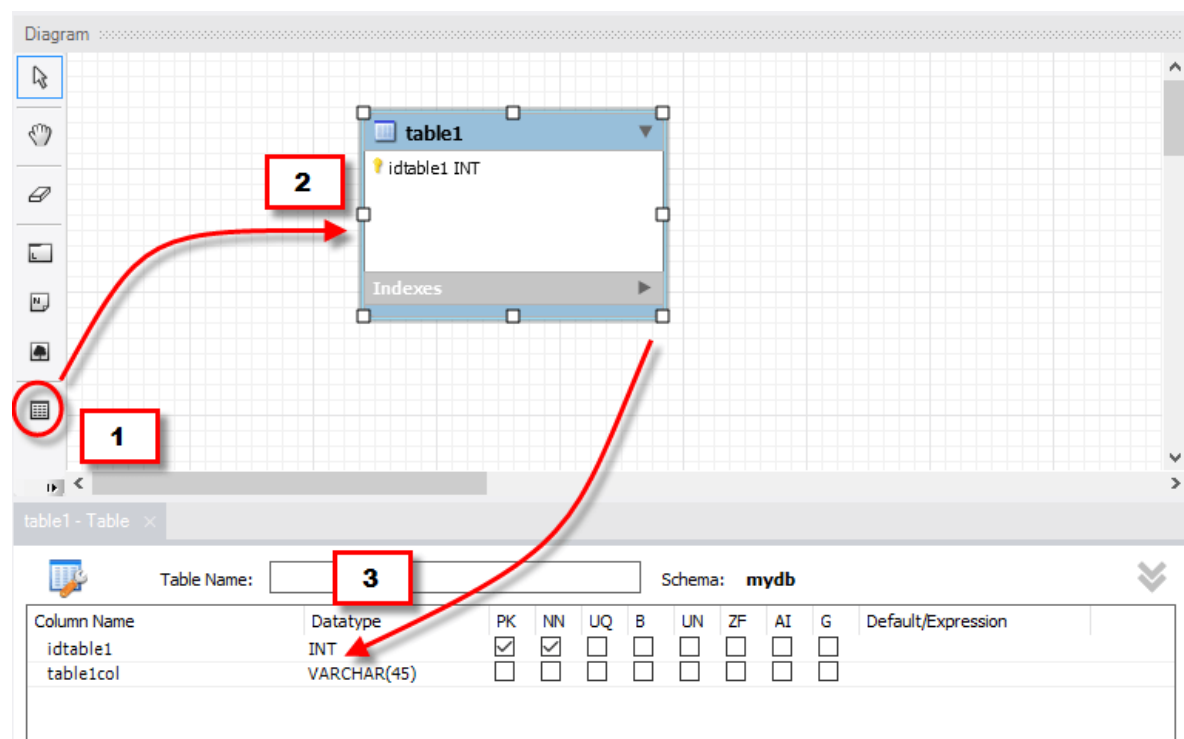 Diagram
table1
idtable1 INT
2
L
N
Indexes
1
table1 - Table ×
Table Name: 3 Schema: mydb
Column Name Datatype PK NN UQ B UN ZF AI G Default/Expression
idtable1 INT
table1col VARCHAR(45)